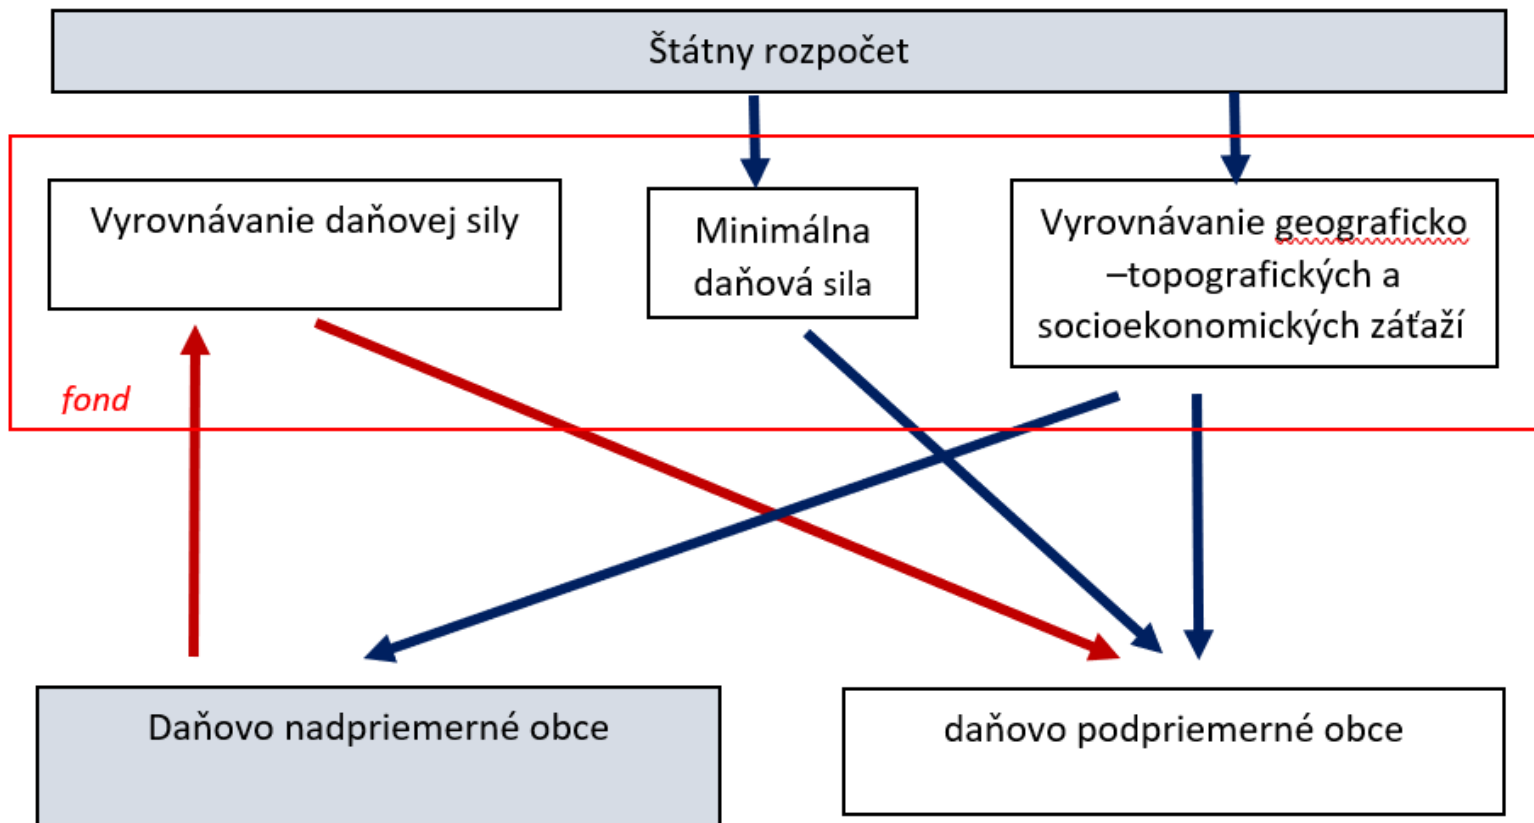 Štátny rozpočet
Vyrovnávanie daňovej sily
Minimálna
daňová sila
Vyrovnávanie geograficko
–topografických a
socioekonomických záťaží
fond
Daňovo nadpriemerné obce
daňovo podpriemerné obce